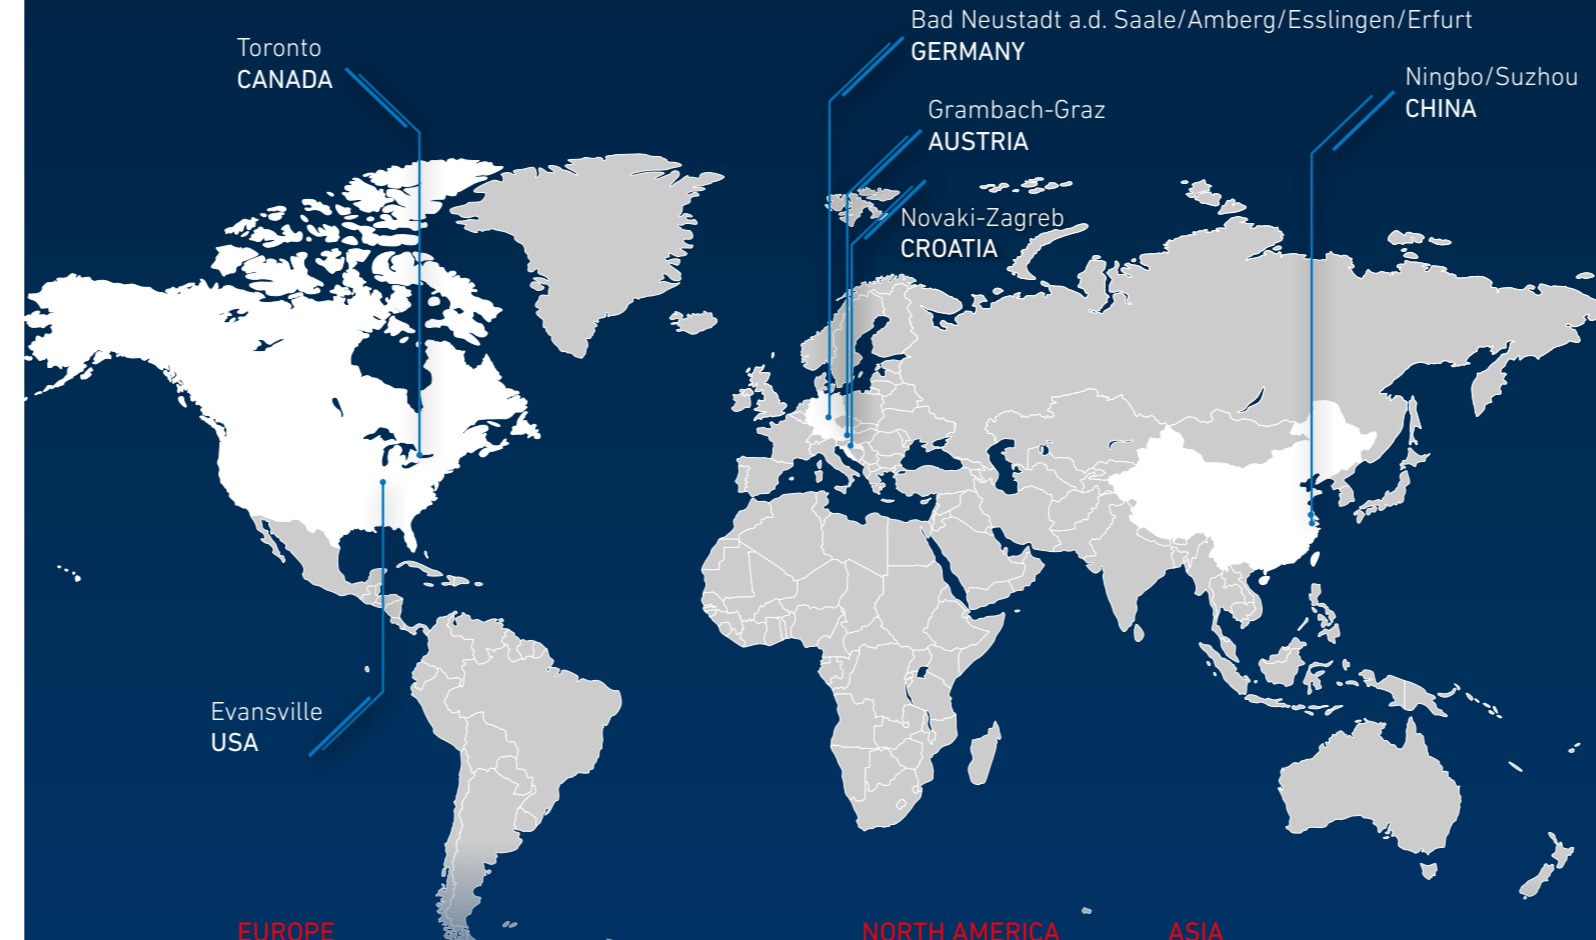 Bad Neustadt a.d. Saale/Amberg/Esslingen/Erfurt
GERMANY
Toronto
CANADA
Ningbo/Suzhou
CHINA
Grambach-Graz
AUSTRIA
Novaki-Zagreb
CROATIA
Evansville
USA
EUROPE
NORTH AMERICA
ASIA